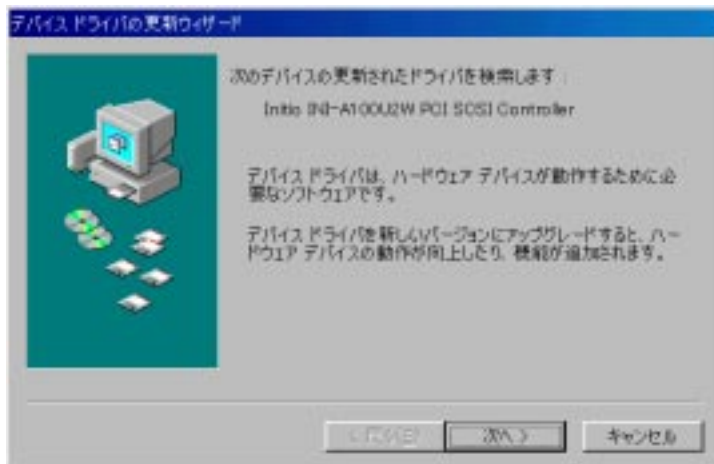 デバイス ドライバの更新ウィザード
次のデバイスの更新されたドライバを検索します :
Initio INI-A100U2W PCI SCSI Controller
デバイス ドライバは、ハードウェア デバイスが動作するために必
要なソフトウェアです。
デバイス ドライバを新しいバージョンにアップグレードすると、ハー
ドウェア デバイスの動作が向上したり、機能が追加されます。
< 戻る(B)
次へ >
キャンセル